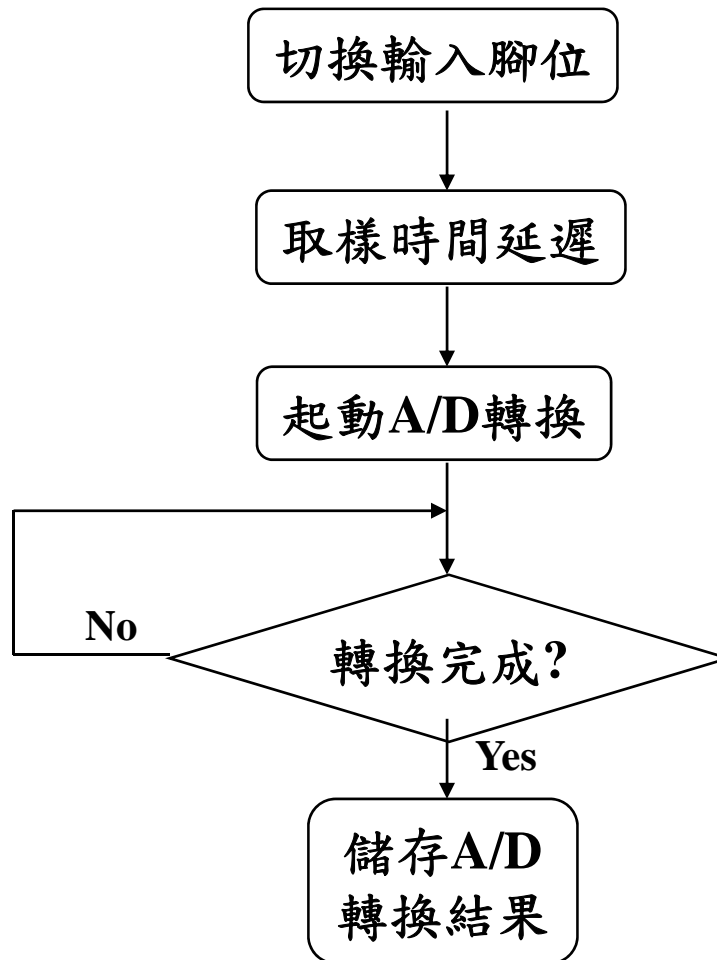 切換輸入腳位
取樣時間延遲
起動A/D轉換
No
轉換完成?
Yes
儲存A/D
轉換結果